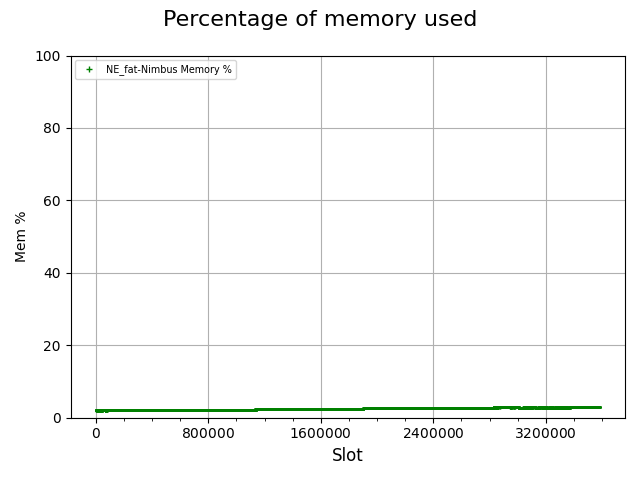 Percentage of memory used
NE_fat-Nimbus Memory %
100
80
60
40
20
0
Mem %
0 800000 1600000 2400000 3200000
Slot